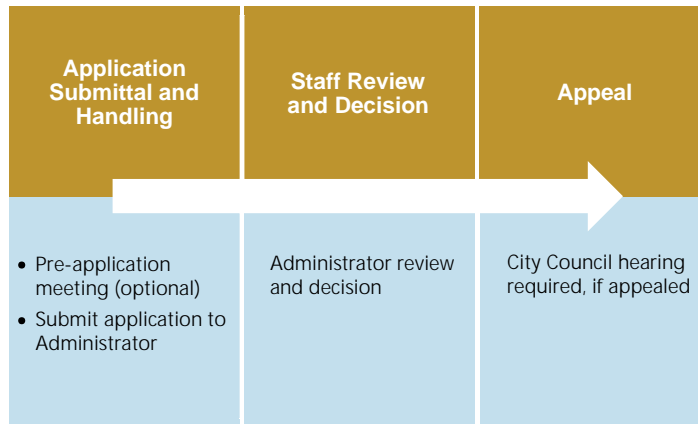 Application
Submittal and
Handling
Staff Review
and Decision
Appeal
• Pre-application
meeting (optional)
• Submit application to
Administrator
Administrator review
and decision
City Council hearing
required, if appealed